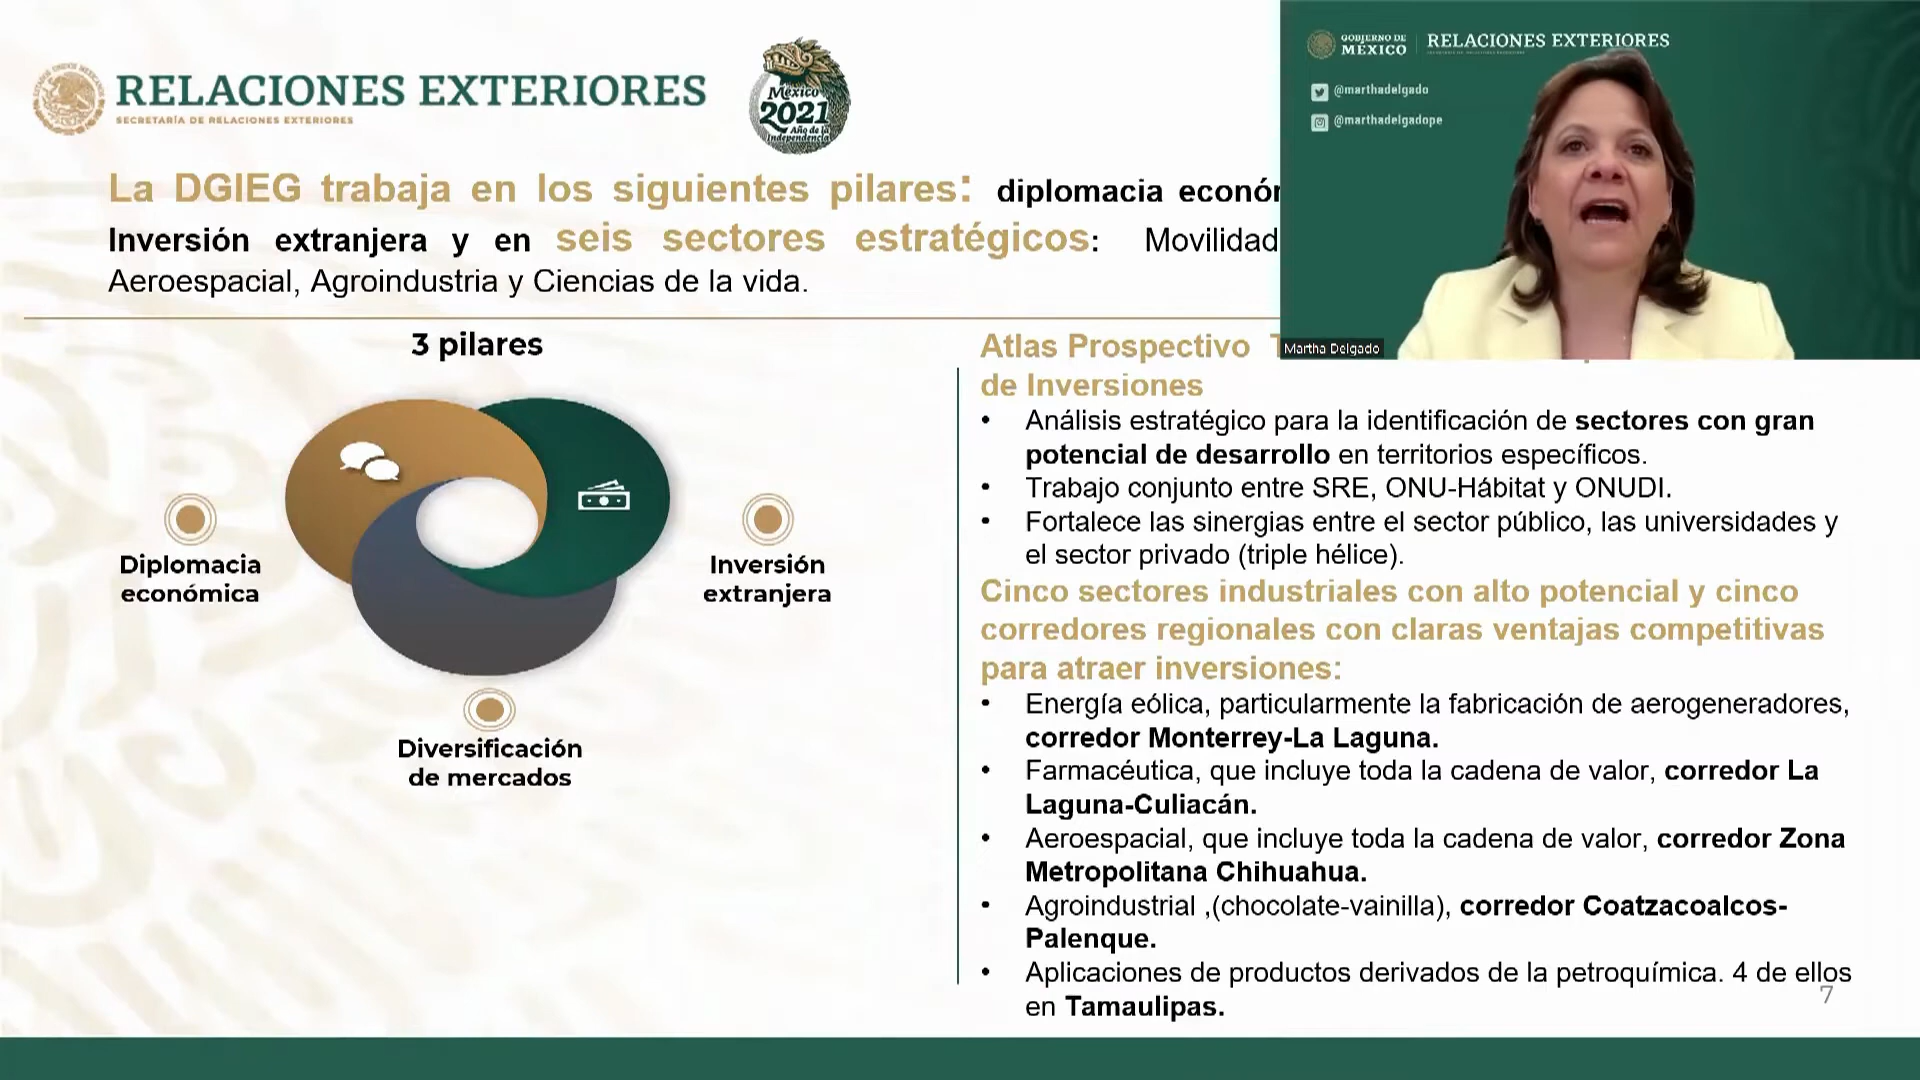 RELACIONES EXTERIORES
SECRETARÍA DE RELACIONES EXTERIORES
México
2021
Año de la
Independencia
GOBIERNO DE
MÉXICO
RELACIONES EXTERIORES
@marthadelgado
@marthadelgadope
Martha Delgado
La DGIEG trabaja en los siguientes pilares: diplomacia
Inversión extranjera y en seis sectores estratégicos: Movilidad
Aeroespacial, Agroindustria y Ciencias de la vida.
3 pilares
Diplomacia
económica
Inversión
extranjera
Diversificación
de mercados
Atlas Prospectivo
de Inversiones
• Análisis estratégico para la identificación de sectores con gran
potencial de desarrollo en territorios específicos.
• Trabajo conjunto entre SRE, ONU-Hábitat y ONUDI.
• Fortalece las sinergias entre el sector público, las universidades y
el sector privado (triple hélice).
Cinco sectores industriales con alto potencial y cinco
corredores regionales con claras ventajas competitivas
para atraer inversiones:
• Energía eólica, particularmente la fabricación de aerogeneradores,
corredor Monterrey-La Laguna.
• Farmacéutica, que incluye toda la cadena de valor, corredor La
Laguna-Culiacán.
• Aeroespacial, que incluye toda la cadena de valor, corredor Zona
Metropolitana Chihuahua.
• Agroindustrial ,(chocolate-vainilla), corredor Coatzacoalcos-
Palenque.
• Aplicaciones de productos derivados de la petroquímica. 4 de ellos
en Tamaulipas.
7